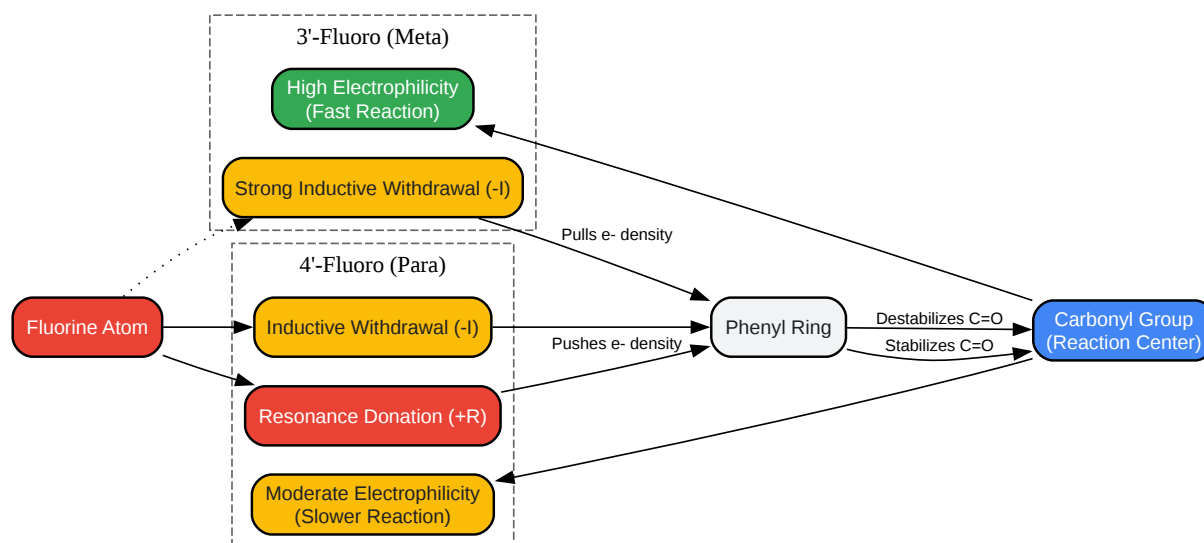 3'-Fluoro (Meta)
High Electrophilicity
(Fast Reaction)
Strong Inductive Withdrawal (-I)
Pulls e- density
4'-Fluoro (Para)
Fluorine Atom
Inductive Withdrawal (-I)
Phenyl Ring
Destabilizes C=O
Carbonyl Group
(Reaction Center)
Pushes e- density
Stabilizes C=O
Resonance Donation (+R)
Moderate Electrophilicity
(Slower Reaction)